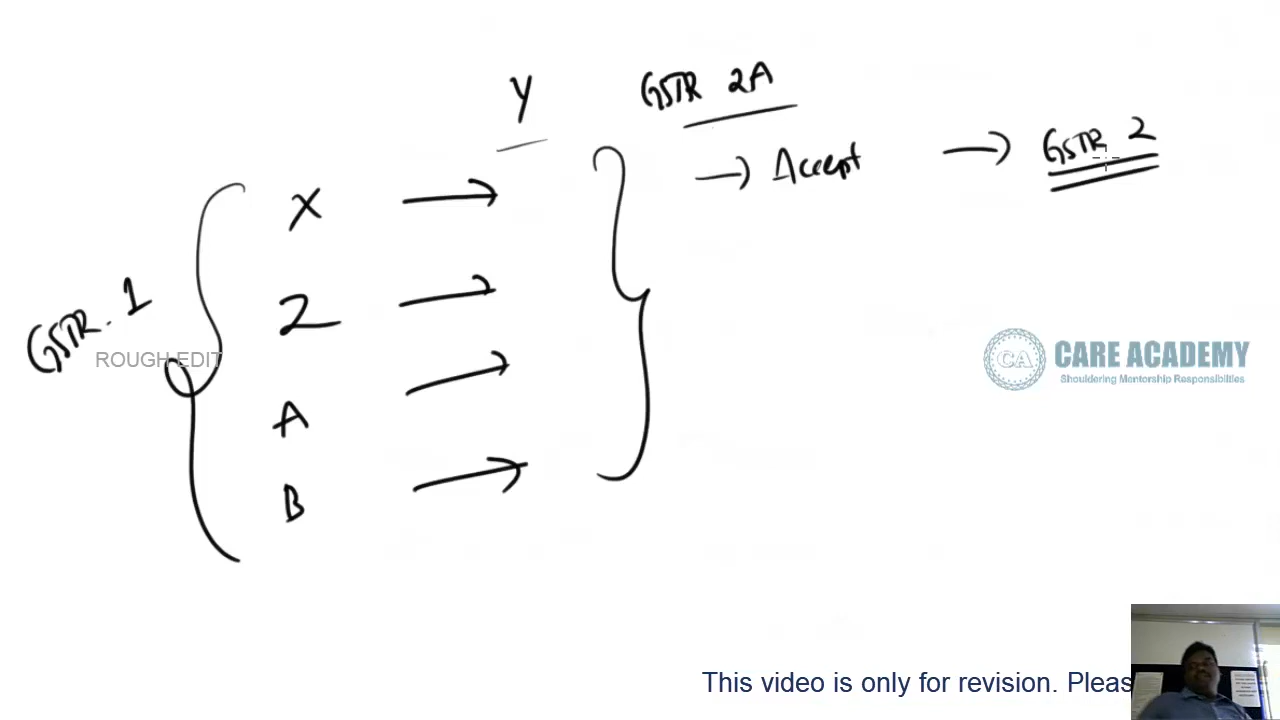 Y
GSTR 2A
→ Accept → GSTR 2
X →
Z →
GSTR. 1
A →
B →
ROUGH EDIT
CA
CARE ACADEMY
Shouldering Mentorship Responsibilities
This video is only for revision. Pleas